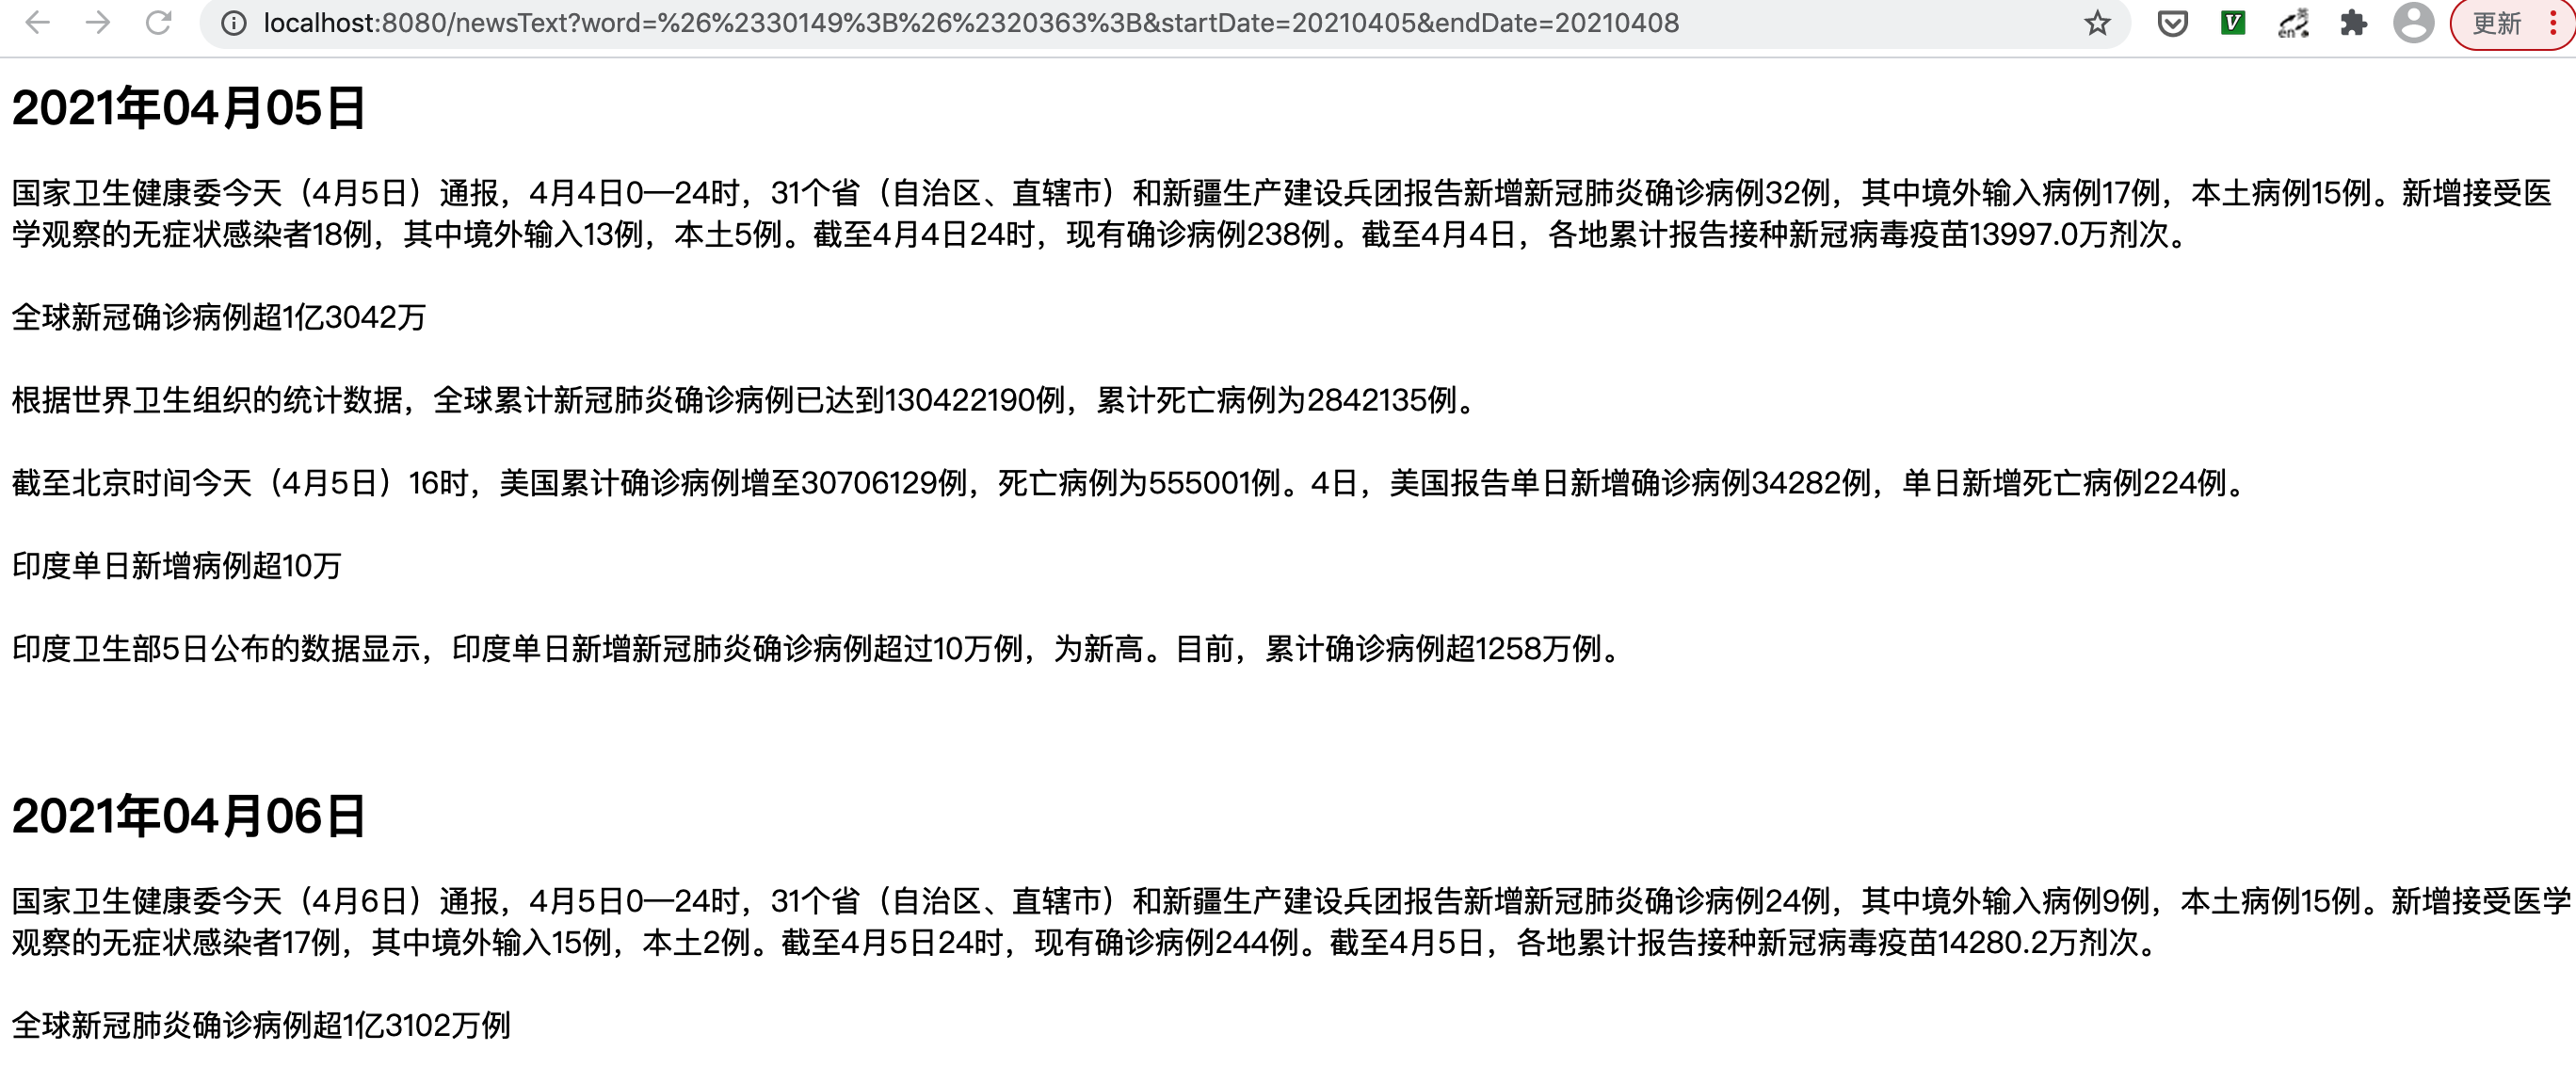 localhost:8080/newsText?word=%26%2330149%3B%26%2320363%3B&startDate=20210405&endDate=20210408
更新
2021年04月05日
国家卫生健康委今天（4月5日）通报，4月4日0—24时，31个省（自治区、直辖市）和新疆生产建设兵团报告新增新冠肺炎确诊病例32例，其中境外输入病例17例，本土病例15例。新增接受医
学观察的无症状感染者18例，其中境外输入13例，本土5例。截至4月4日24时，现有确诊病例238例。截至4月4日，各地累计报告接种新冠病毒疫苗13997.0万剂次。
全球新冠确诊病例超1亿3042万
根据世界卫生组织的统计数据，全球累计新冠肺炎确诊病例已达到130422190例，累计死亡病例为2842135例。
截至北京时间今天（4月5日）16时，美国累计确诊病例增至30706129例，死亡病例为555001例。4日，美国报告单日新增确诊病例34282例，单日新增死亡病例224例。
印度单日新增病例超10万
印度卫生部5日公布的数据显示，印度单日新增新冠肺炎确诊病例超过10万例，为新高。目前，累计确诊病例超1258万例。
2021年04月06日
国家卫生健康委今天（4月6日）通报，4月5日0—24时，31个省（自治区、直辖市）和新疆生产建设兵团报告新增新冠肺炎确诊病例24例，其中境外输入病例9例，本土病例15例。新增接受医学
观察的无症状感染者17例，其中境外输入15例，本土2例。截至4月5日24时，现有确诊病例244例。截至4月5日，各地累计报告接种新冠病毒疫苗14280.2万剂次。
全球新冠肺炎确诊病例超1亿3102万例